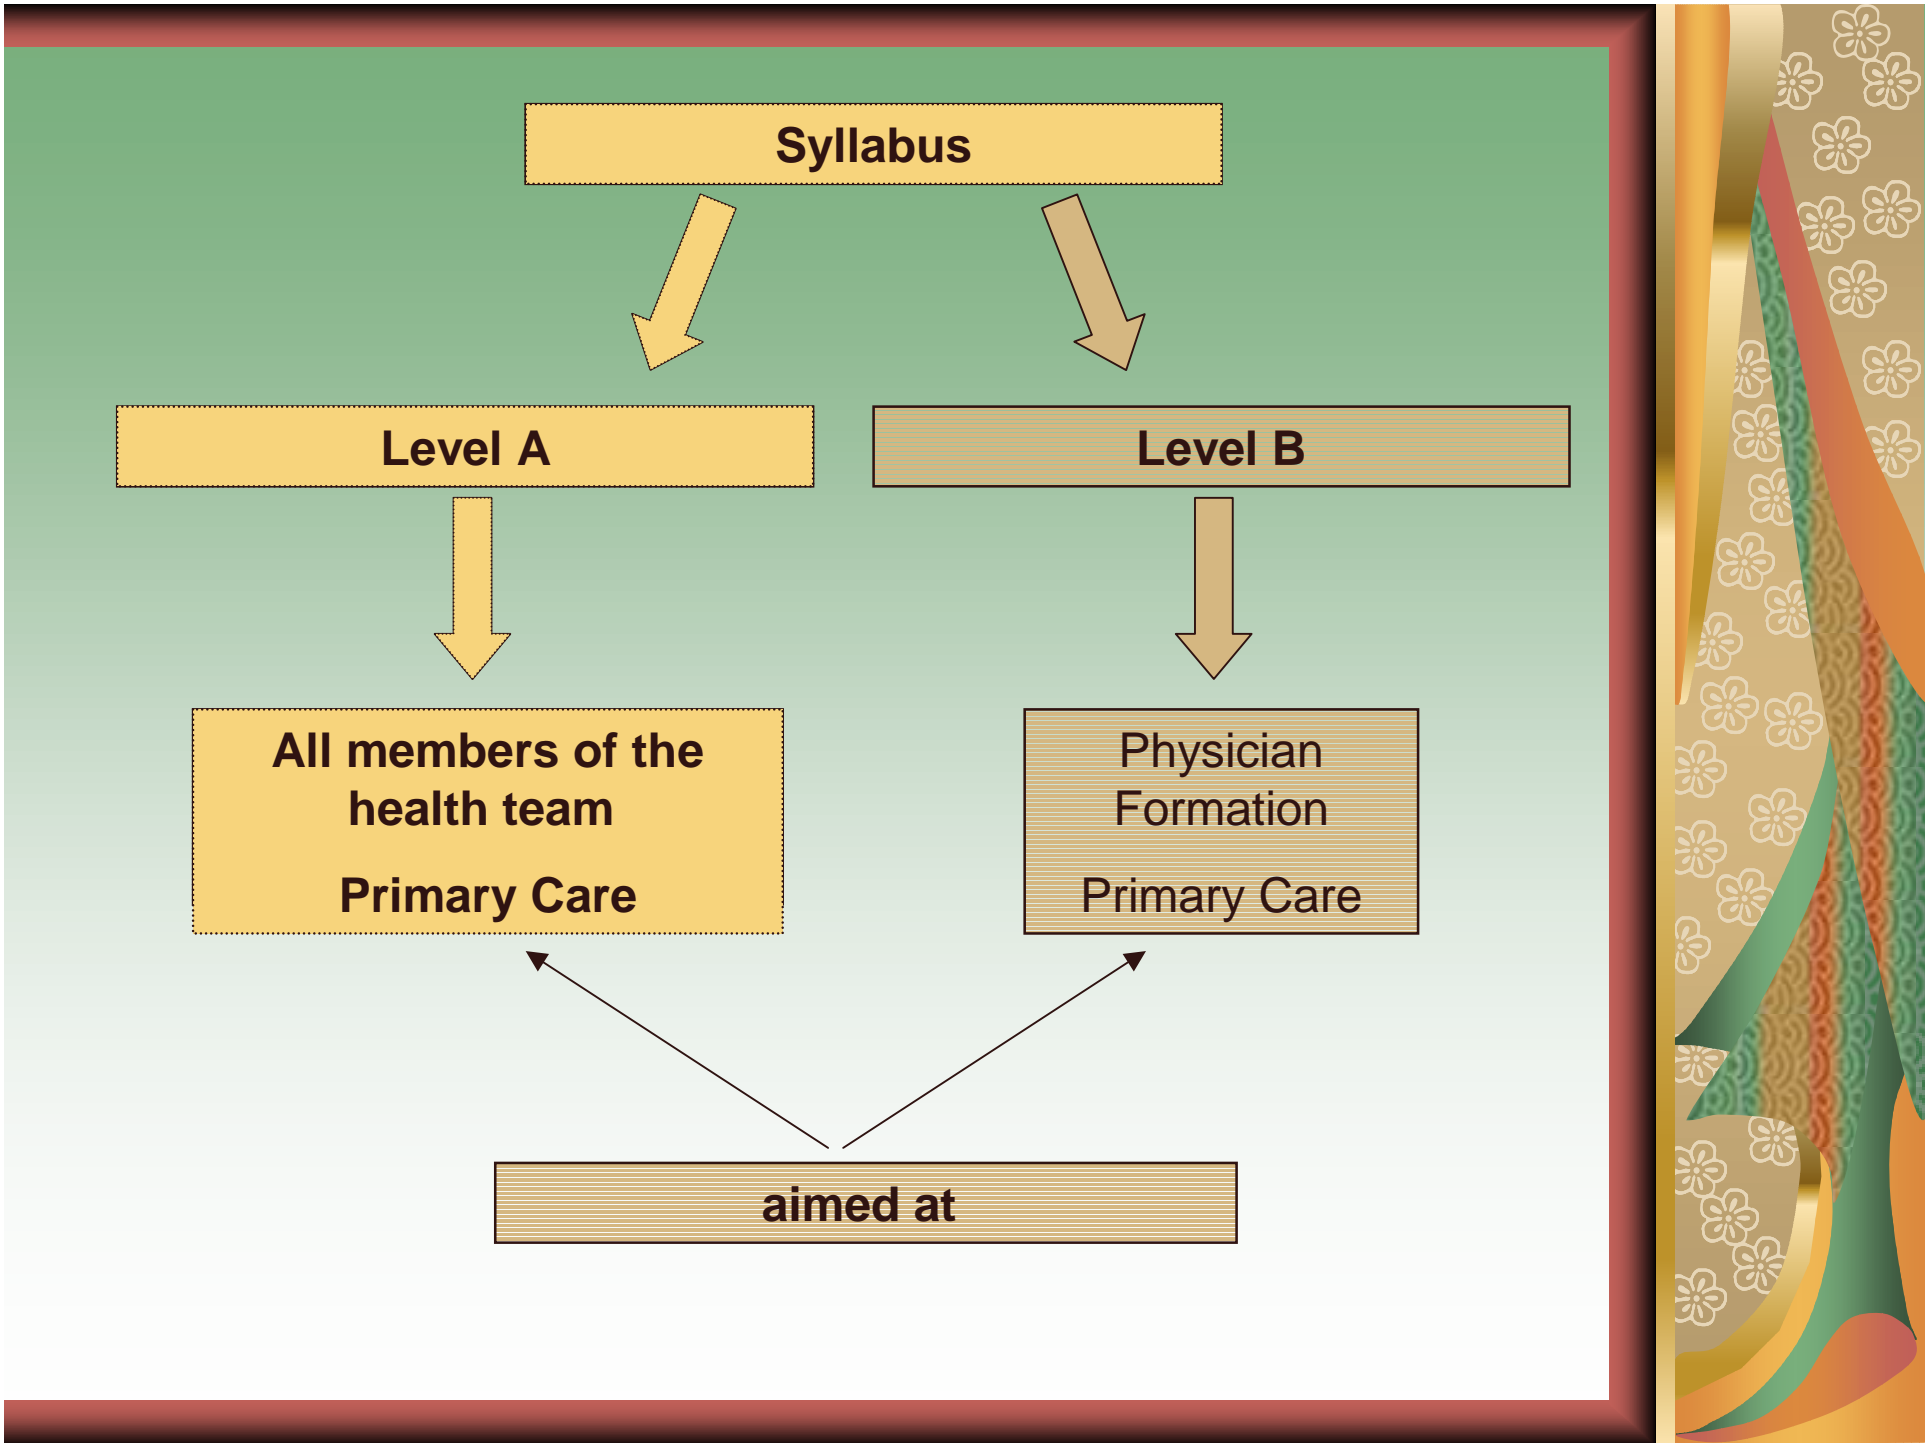 Syllabus
Level A
Level B
All members of the
health team
Primary Care
Physician
Formation
Primary Care
aimed at